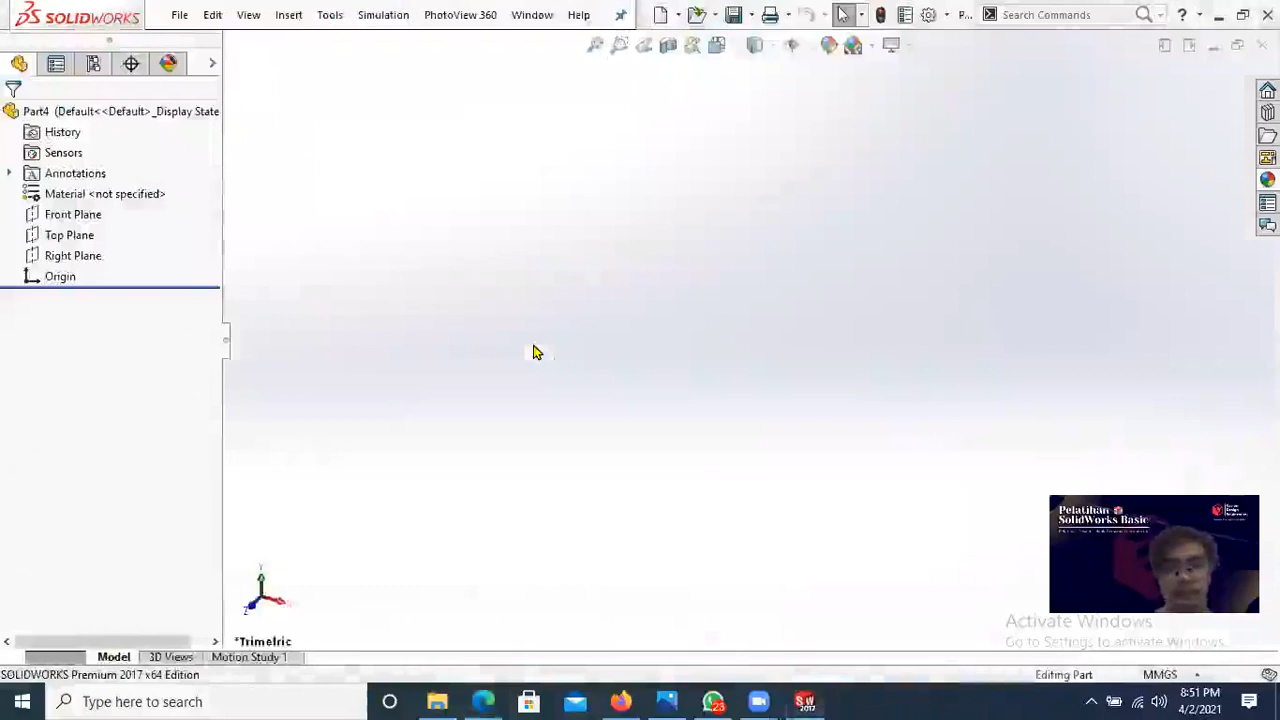 SOLIDWORKS
File Edit View Insert Tools Simulation PhotoView 360 Window Help
P... Search Commands ?
Part4 (Default<<Default>_Display State
History
Sensors
Annotations
Material <not specified>
Front Plane
Top Plane
Right Plane
Origin
Pelatihan
SolidWorks Basic
Y
Z
*Trimetric
Activate Windows
Go to Settings to activate Windows.
Model 3D Views Motion Study 1
SOLIDWORKS Premium 2017 x64 Edition
Editing Part MMGS
Type here to search
23
SW
2017
8:51 PM
4/2/2021